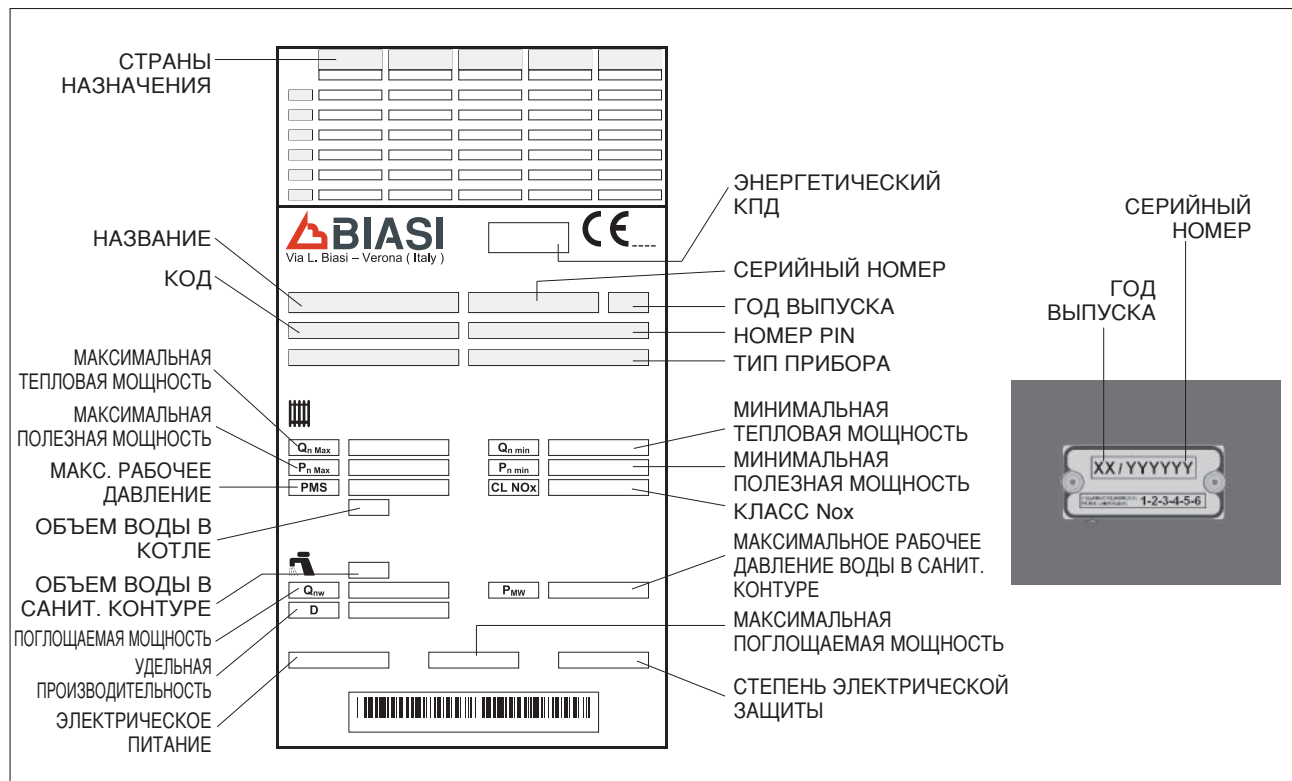 СТРАНЫ
НАЗНАЧЕНИЯ
BIASI
Via L. Biasi – Verona ( Italy )
CE
НАЗВАНИЕ
КОД
МАКСИМАЛЬНАЯ
ТЕПЛОВАЯ МОЩНОСТЬ
МАКСИМАЛЬНАЯ
ПОЛЕЗНАЯ МОЩНОСТЬ
МАКС. РАБОЧЕЕ
ДАВЛЕНИЕ
ОБЪЕМ ВОДЫ В
КОТЛЕ
ОБЪЕМ ВОДЫ В
САНИТ. КОНТУРЕ
ПОГЛОЩАЕМАЯ МОЩНОСТЬ
УДЕЛЬНАЯ
ПРОИЗВОДИТЕЛЬНОСТЬ
ЭЛЕКТРИЧЕСКОЕ
ПИТАНИЕ
Qn Max
Pn Max
PMS
Qn min
Pn min
CL NOx
Qnw
D
PMW
ЭНЕРГЕТИЧЕСКИЙ
КПД
СЕРИЙНЫЙ НОМЕР
ГОД ВЫПУСКА
НОМЕР PIN
ТИП ПРИБОРА
МИНИМАЛЬНАЯ
ТЕПЛОВАЯ МОЩНОСТЬ
МИНИМАЛЬНАЯ
ПОЛЕЗНАЯ МОЩНОСТЬ
КЛАСС Nox
МАКСИМАЛЬНОЕ РАБОЧЕЕ
ДАВЛЕНИЕ ВОДЫ В САНИТ.
КОНТУРЕ
МАКСИМАЛЬНАЯ
ПОГЛОЩАЕМАЯ МОЩНОСТЬ
СТЕПЕНЬ ЭЛЕКТРИЧЕСКОЙ
ЗАЩИТЫ
СЕРИЙНЫЙ
НОМЕР
ГОД
ВЫПУСКА
XX/YYYYYY
1-2-3-4-5-6